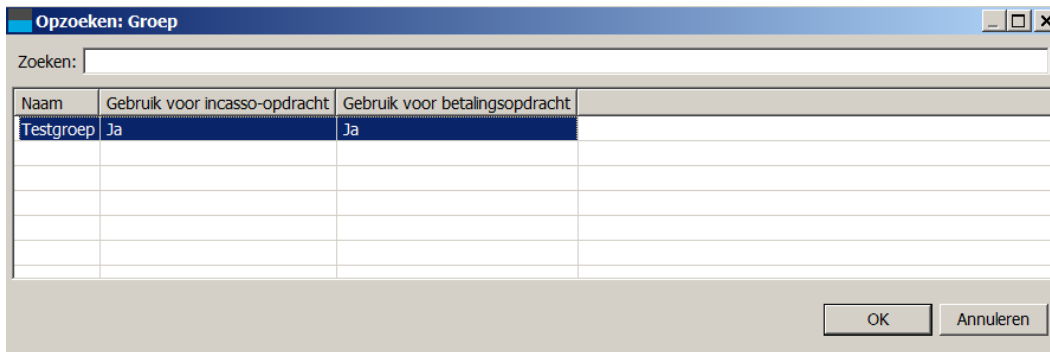 Opzoeken: Groep
Zoeken:
Naam Gebruik voor incasso-opdracht Gebruik voor betalingsopdracht
Testgroep Ja Ja
OK Annuleren